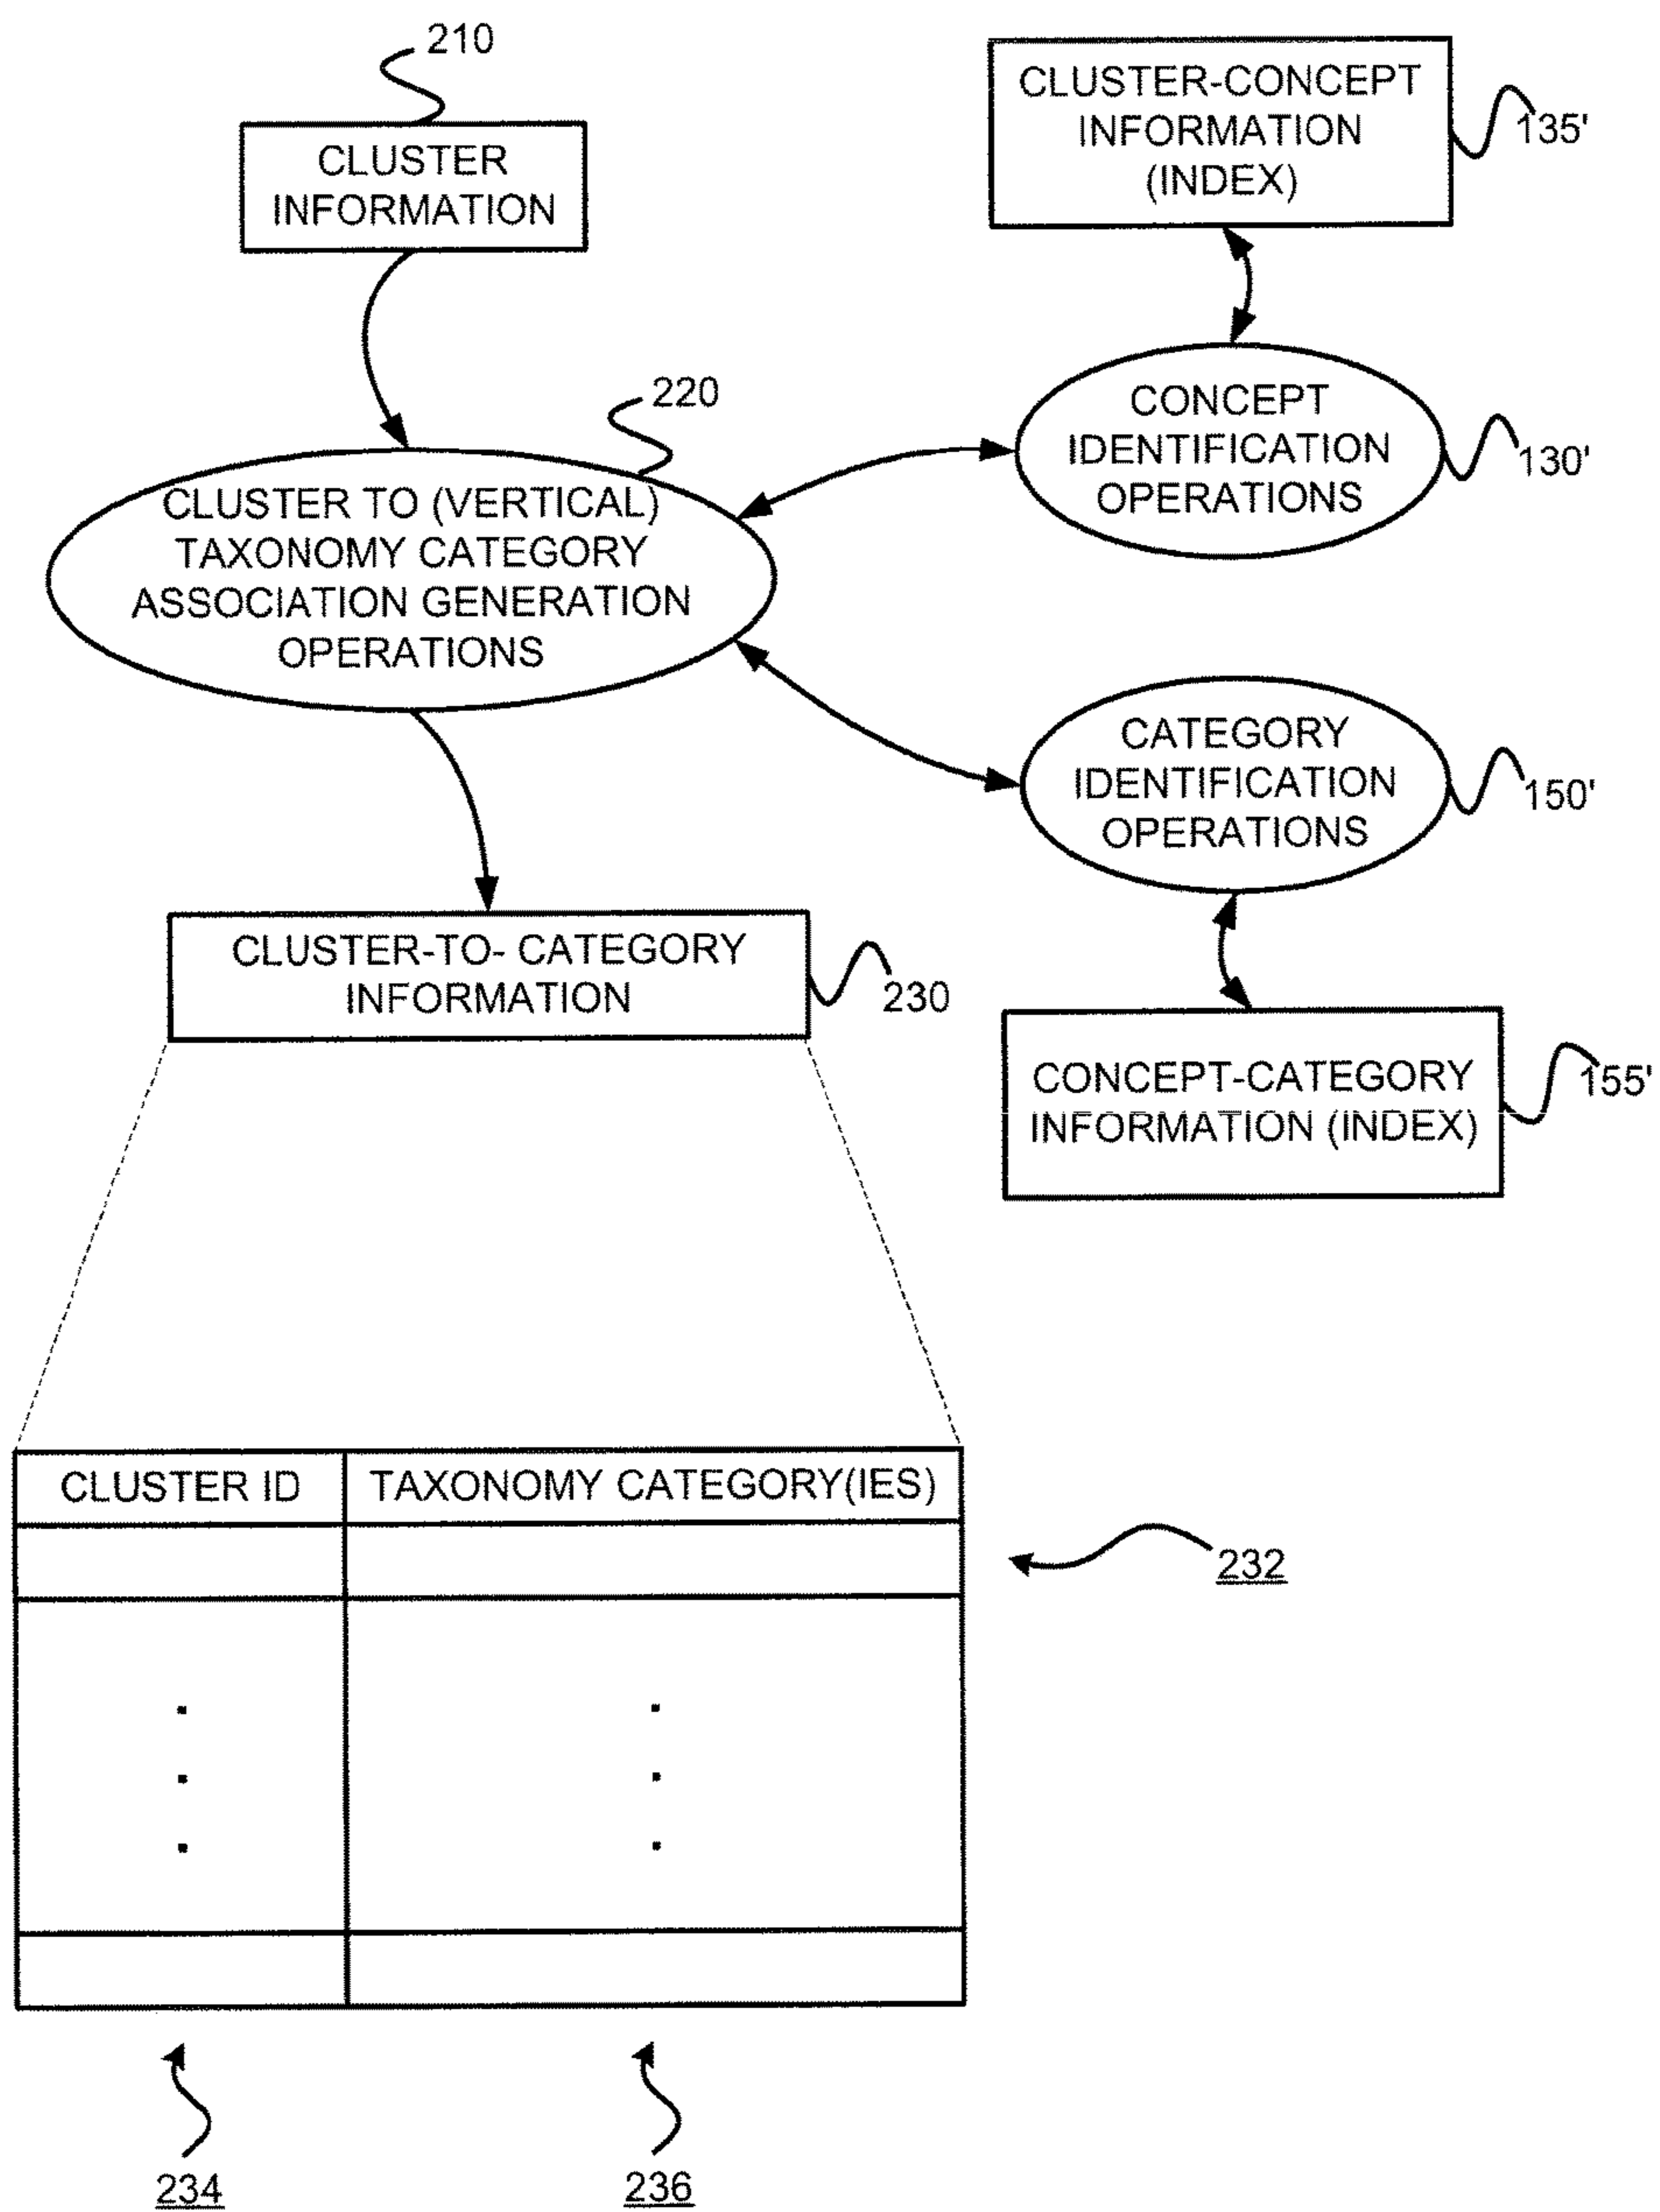 210
CLUSTER
INFORMATION
CLUSTER-CONCEPT
INFORMATION
(INDEX)
135'
220
CLUSTER TO (VERTICAL)
TAXONOMY CATEGORY
ASSOCIATION GENERATION
OPERATIONS
CONCEPT
IDENTIFICATION
OPERATIONS
130'
CATEGORY
IDENTIFICATION
OPERATIONS
150'
CLUSTER-TO- CATEGORY
INFORMATION
230
CONCEPT-CATEGORY
INFORMATION (INDEX)
155'
CLUSTER ID
TAXONOMY CATEGORY(IES)
232
234
236